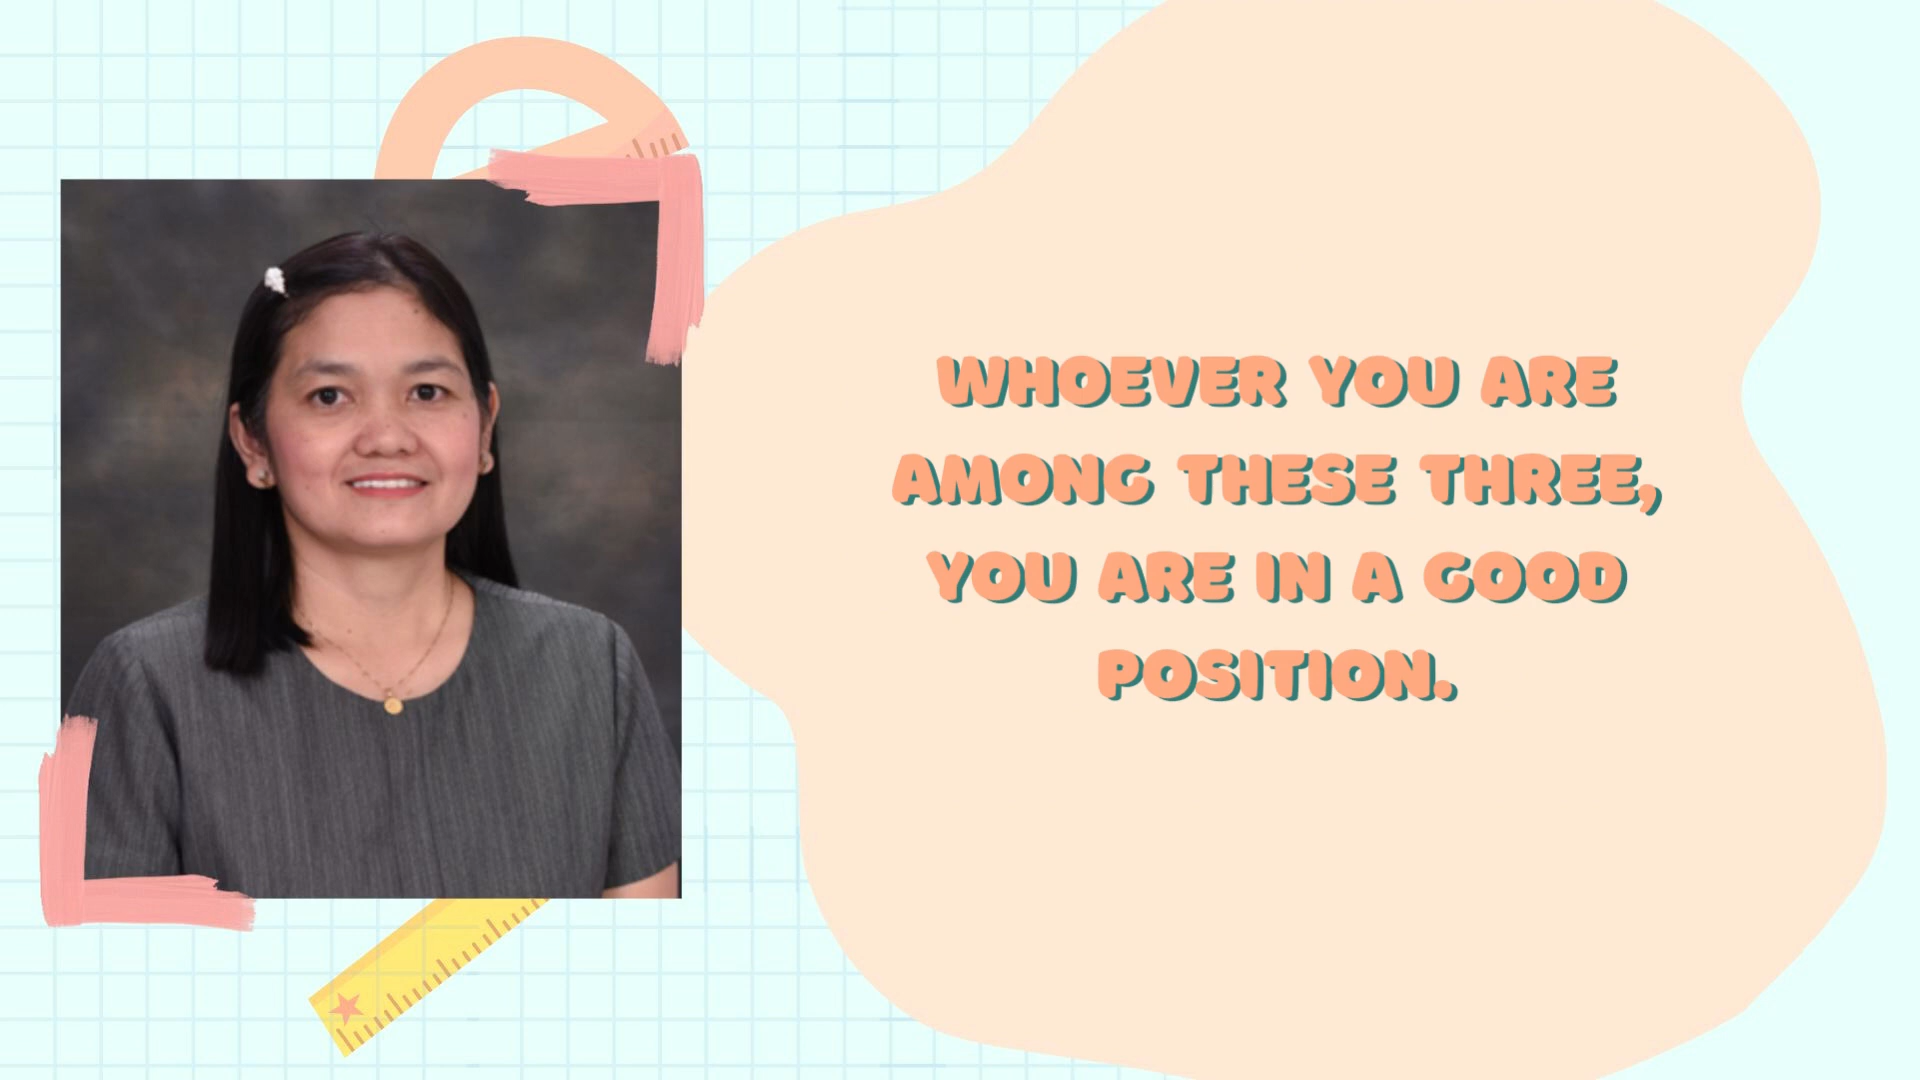 WHOEVER YOU ARE
AMONG THESE THREE,
YOU ARE IN A GOOD
POSITION.